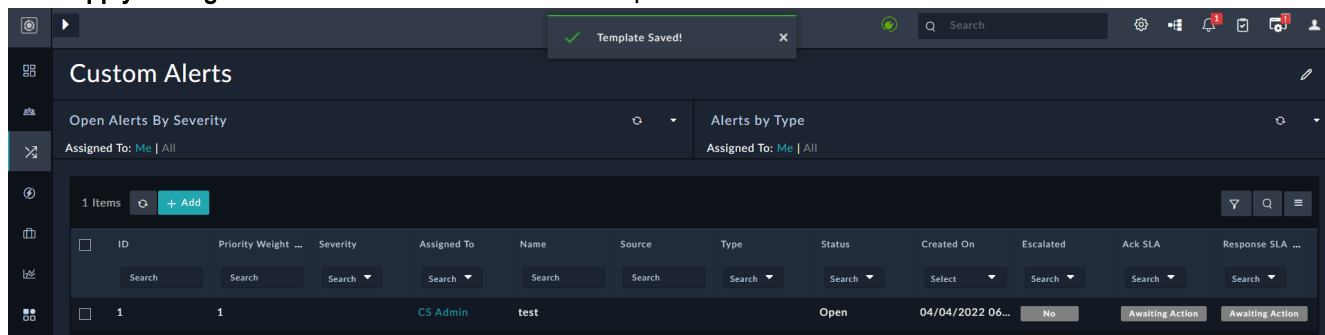 Template Saved!
Search
1
!
Custom Alerts
Open Alerts By Severity
Alerts by Type
Assigned To: Me | All
Assigned To: Me | All
1 Items + Add
ID Priority Weight ... Severity Assigned To Name Source Type Status Created On Escalated Ack SLA Response SLA ...
Search Search Search Search Search Search Search Search Select Search Search Search
1 1 CS Admin test Open 04/04/2022 06... No Awaiting Action Awaiting Action